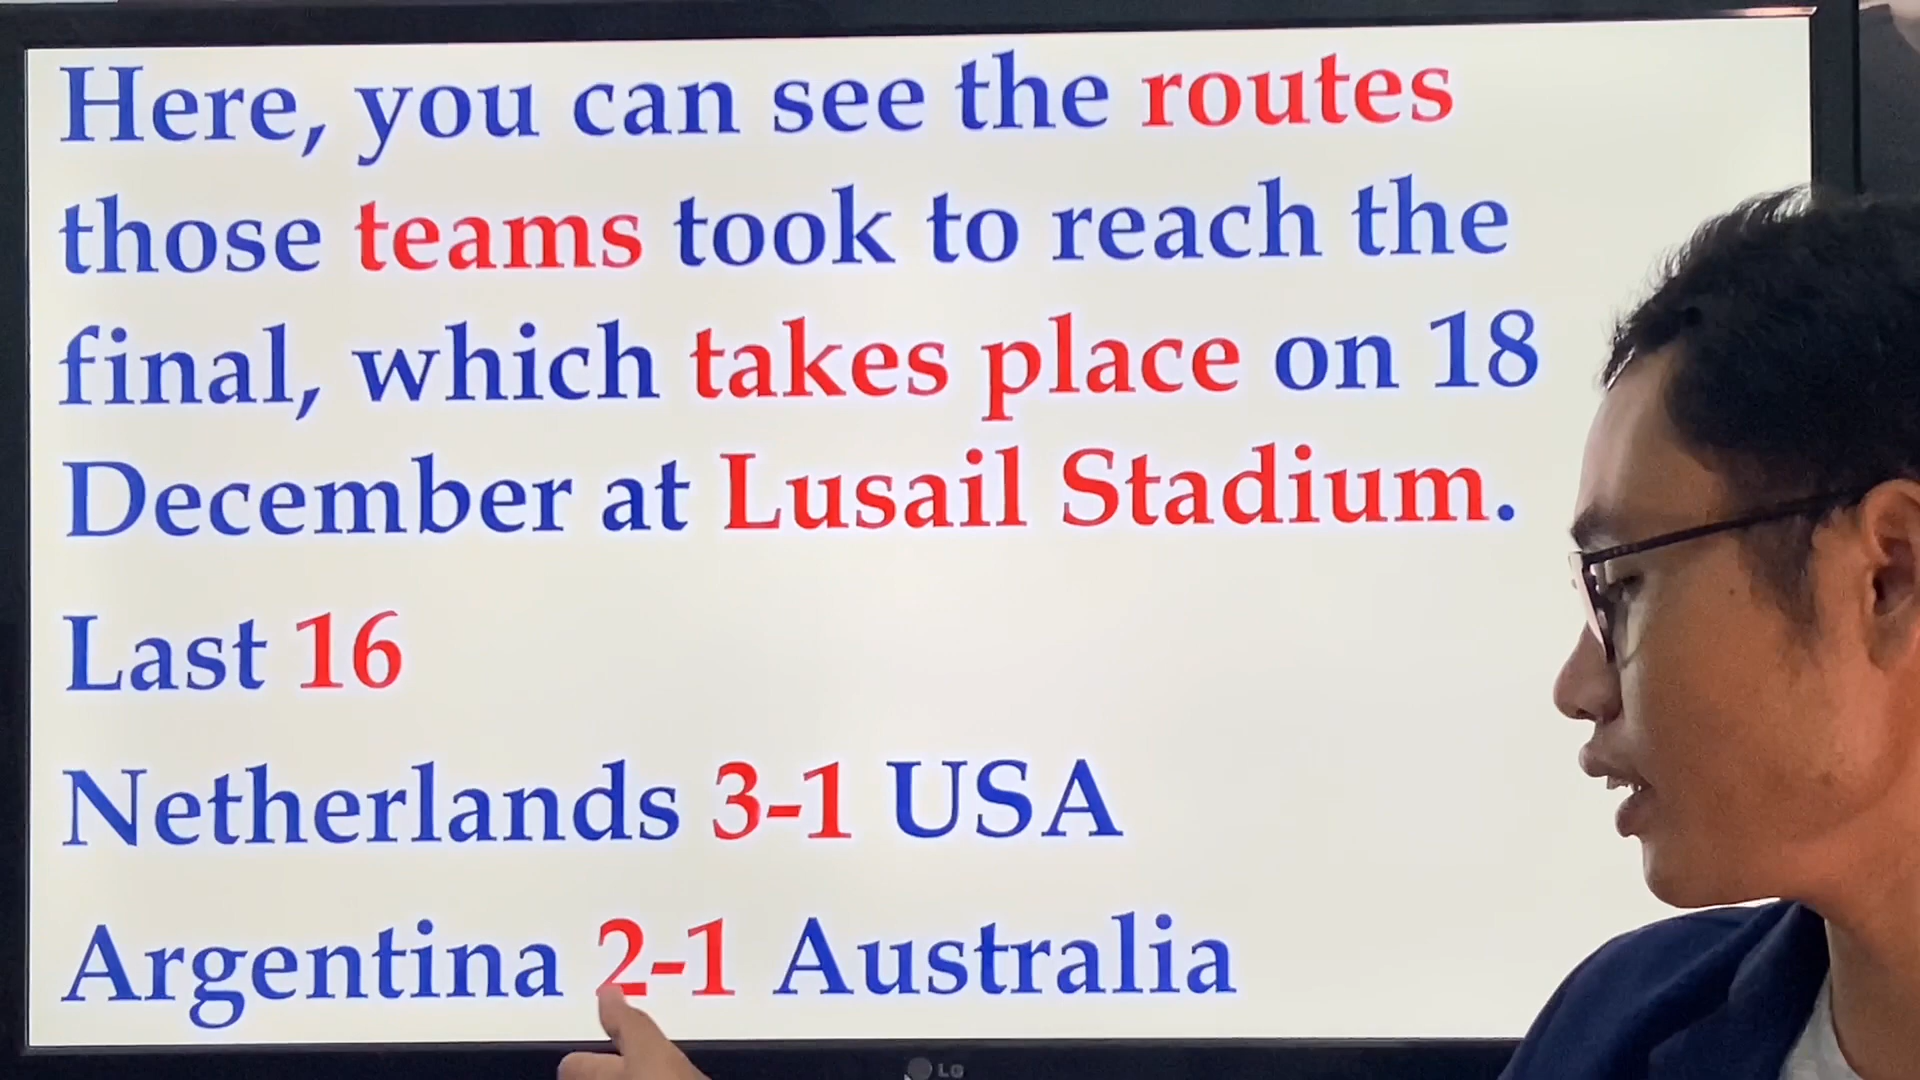 Here, you can see the routes
those teams took to reach the
final, which takes place on 18
December at Lusail Stadium.
Last 16
Netherlands 3-1 USA
Argentina 2-1 Australia
LG